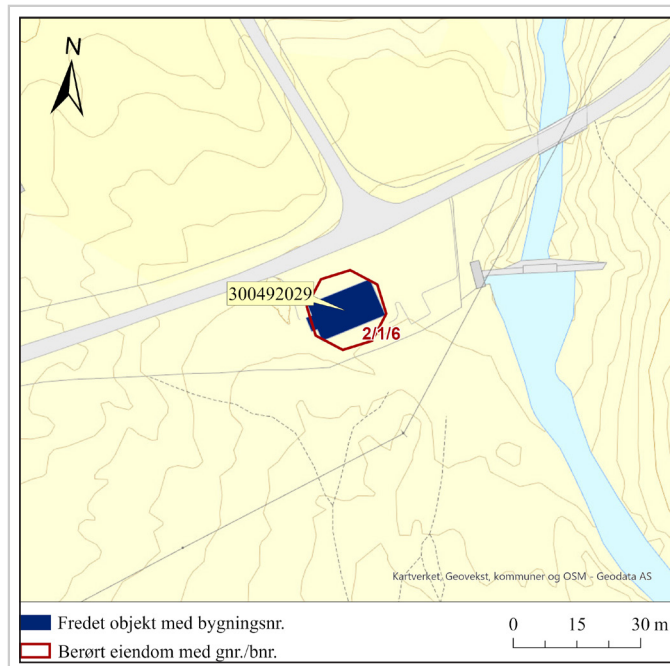 N
300492029
2/1/6
Kartverket, Geovekst, kommuner og OSM - Geodata AS
Fredet objekt med bygningsnr.
Berørt eiendom med gnr./bnr.
0 15 30 m